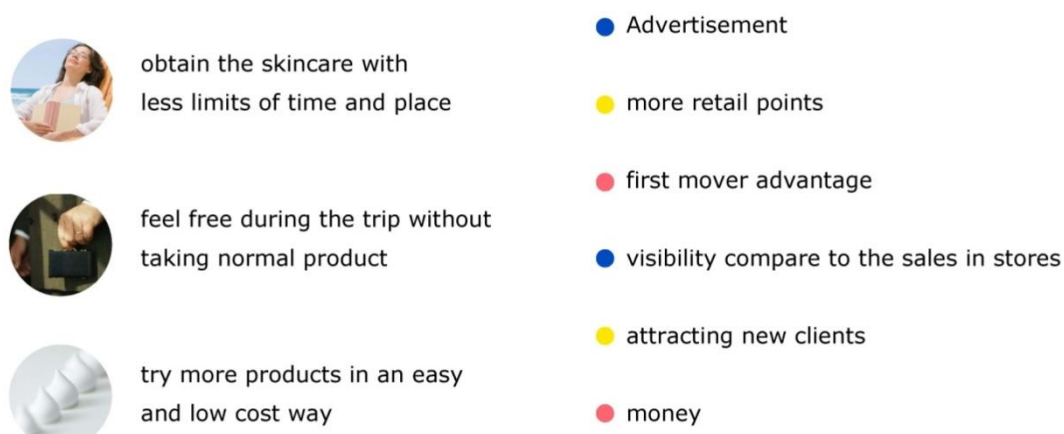 obtain the skincare with
less limits of time and place
feel free during the trip without
taking normal product
try more products in an easy
and low cost way
Advertisement
more retail points
first mover advantage
visibility compare to the sales in stores
attracting new clients
money